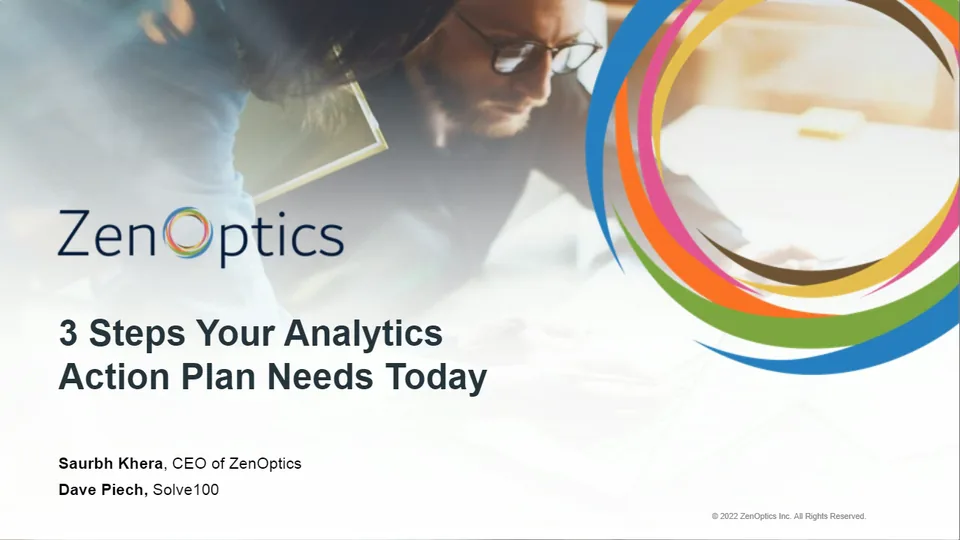 ZenOptics
3 Steps Your Analytics
Action Plan Needs Today
Saurbh Khera, CEO of ZenOptics
Dave Piech, Solve100
© 2022 ZenOptics Inc. All Rights Reserved.